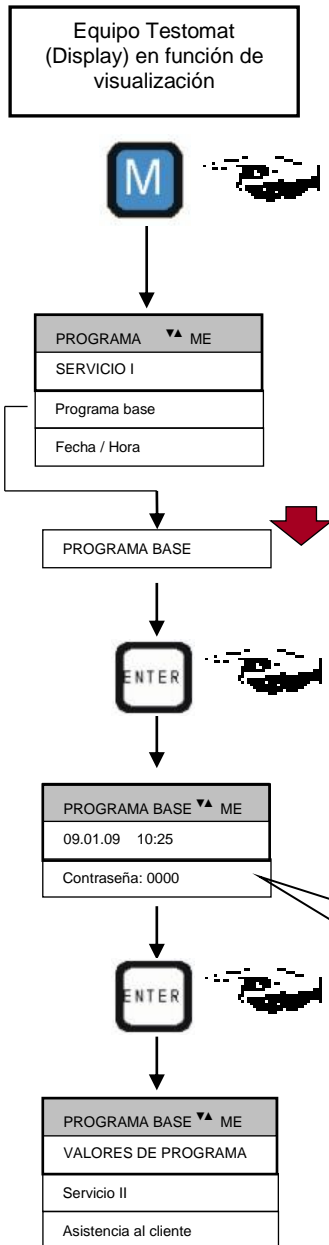 Equipo Testomat
(Display) en función de
visualización
M
PROGRAMA ▼▲ ME
SERVICIO I
Programa base
Fecha / Hora
PROGRAMA BASE
ENTER
PROGRAMA BASE ▼▲ ME
09.01.09 10:25
Contraseña: 0000
ENTER
PROGRAMA BASE ▼▲ ME
VALORES DE PROGRAMA
Servicio II
Asistencia al cliente